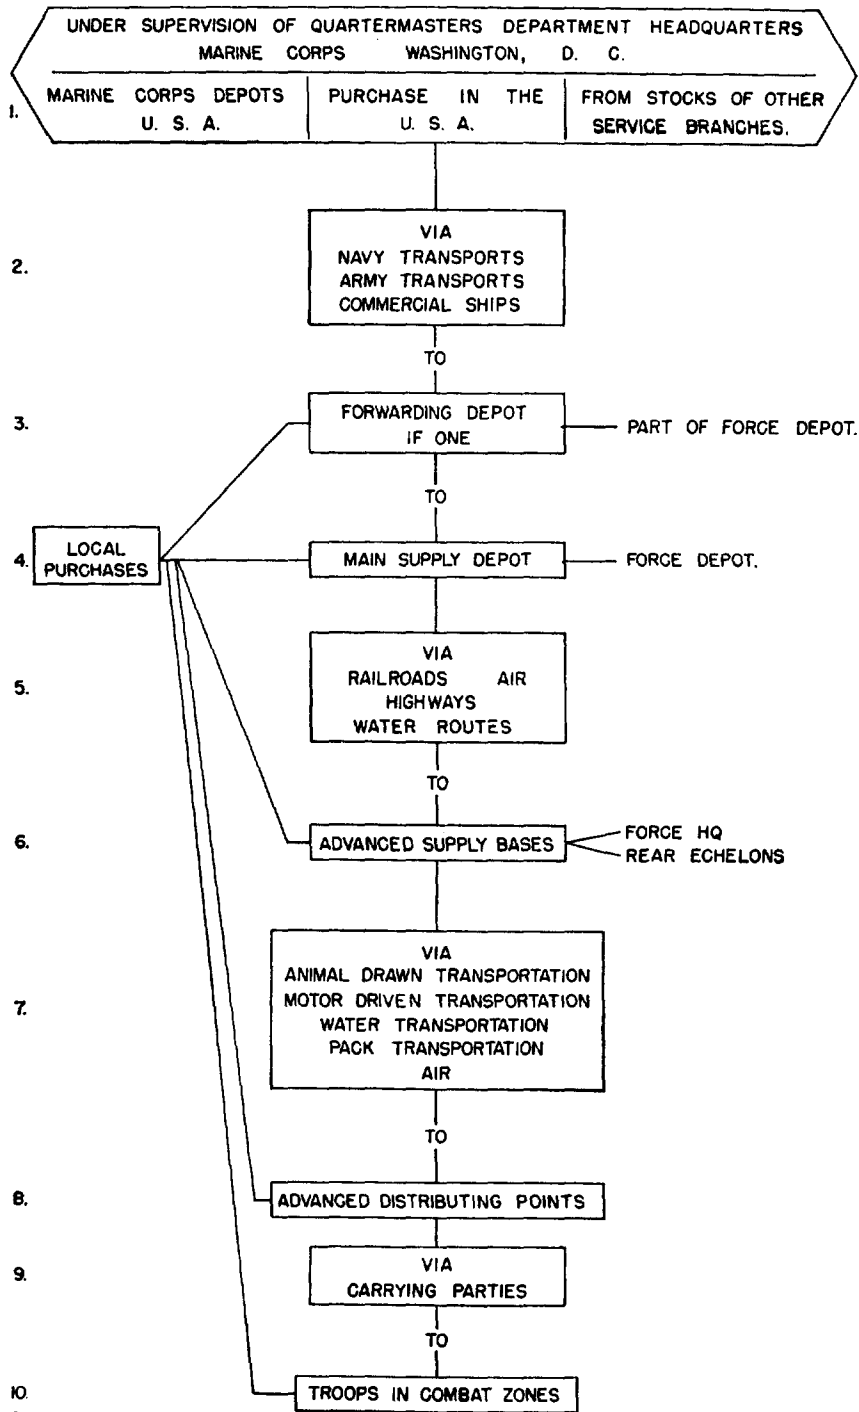 UNDER SUPERVISION OF QUARTERMASTERS DEPARTMENT HEADQUARTERS
MARINE CORPS WASHINGTON, D. C.
1.
MARINE CORPS DEPOTS
U. S. A.
PURCHASE IN THE
U. S. A.
FROM STOCKS OF OTHER
SERVICE BRANCHES.
2.
VIA
NAVY TRANSPORTS
ARMY TRANSPORTS
COMMERCIAL SHIPS
TO
3.
FORWARDING DEPOT
IF ONE
PART OF FORCE DEPOT.
TO
4.
LOCAL
PURCHASES
MAIN SUPPLY DEPOT
FORCE DEPOT.
5.
VIA
RAILROADS AIR
HIGHWAYS
WATER ROUTES
TO
6.
ADVANCED SUPPLY BASES
FORCE HQ
REAR ECHELONS
7.
VIA
ANIMAL DRAWN TRANSPORTATION
MOTOR DRIVEN TRANSPORTATION
WATER TRANSPORTATION
PACK TRANSPORTATION
AIR
TO
8.
ADVANCED DISTRIBUTING POINTS
9.
VIA
CARRYING PARTIES
TO
10.
TROOPS IN COMBAT ZONES